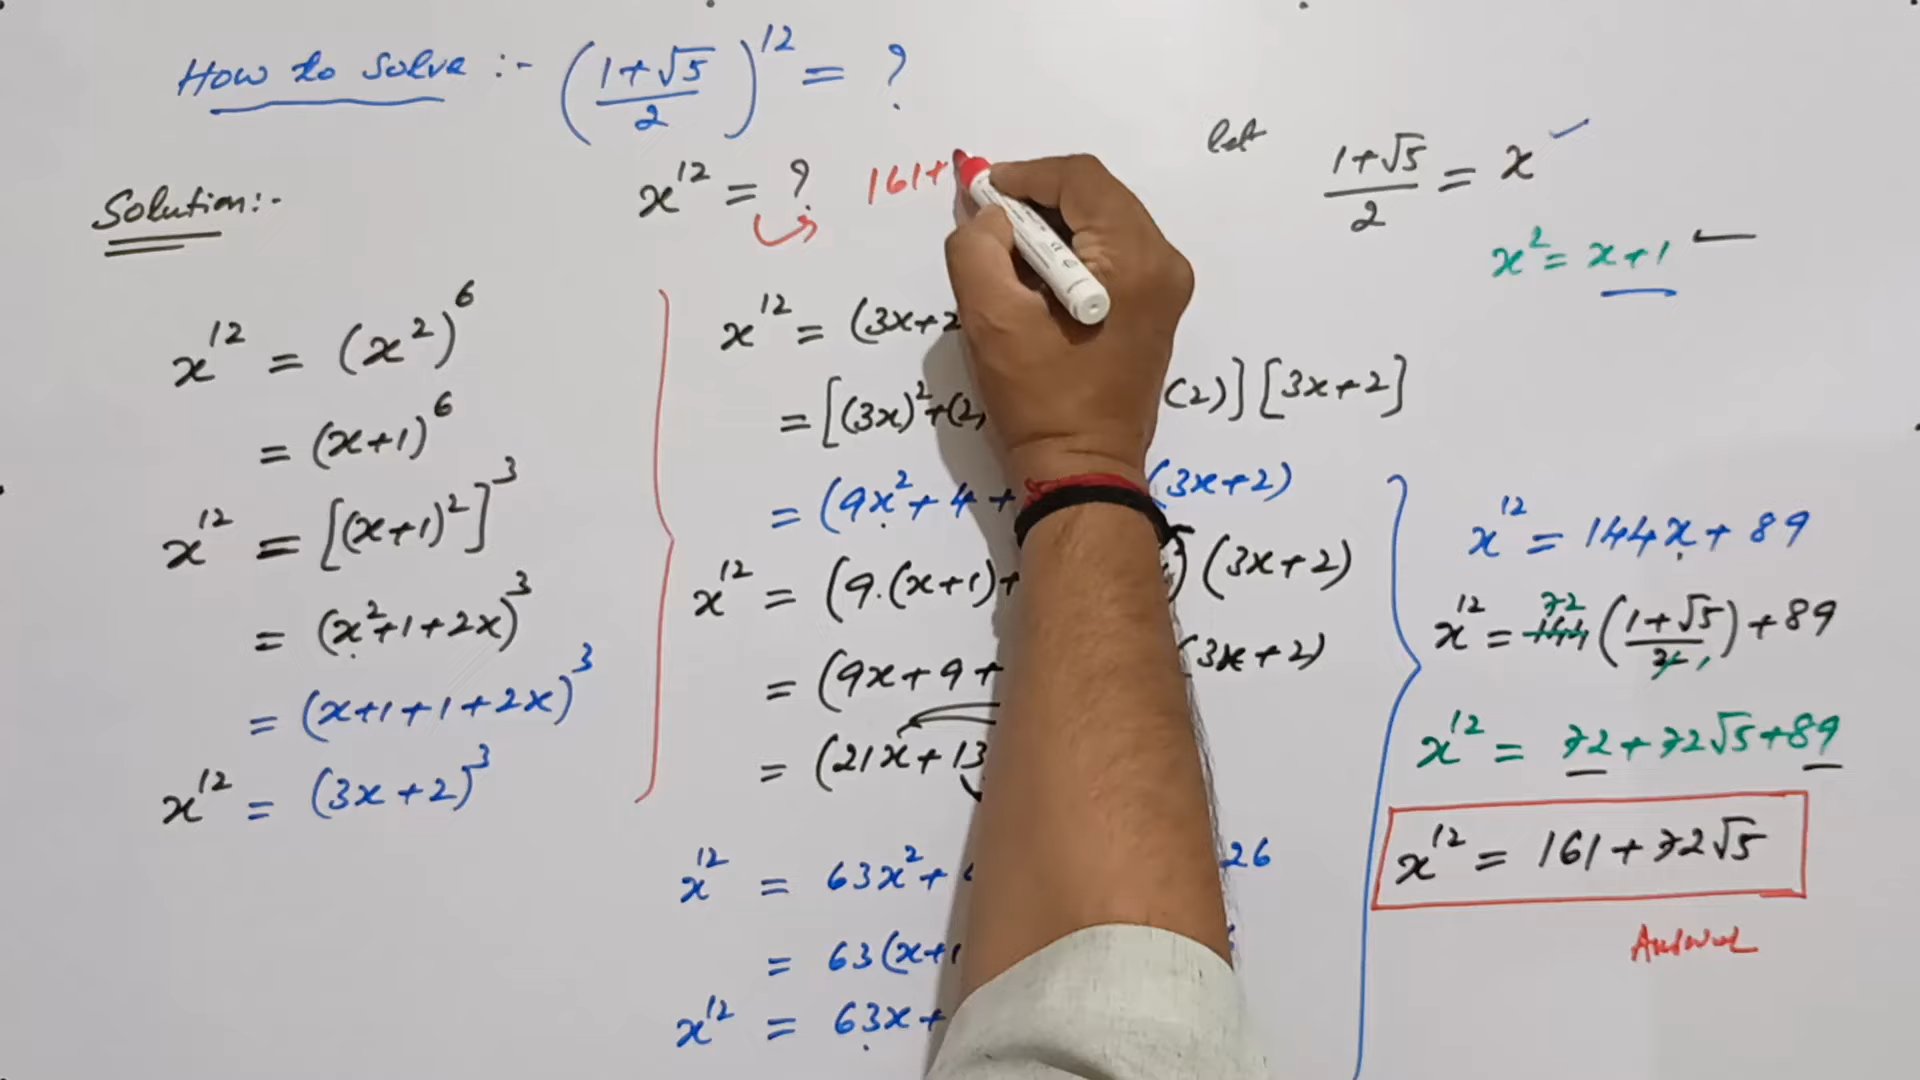 How to solve :- ((1+√5)/2)^12 = ?
x^12 = ? 161+
let (1+√5)/2 = x
x^2 = x+1
Solution:-
x^12 = (x^2)^6
= (x+1)^6
x^12 = [(x+1)^2]^3
= (x^2+1+2x)^3
= (x+1+1+2x)^3
x^12 = (3x+2)^3
x^12 = (3x+2
= [(3x)^2+(2 (2)][3x+2]
= (9x^2+4+ (3x+2)
x^12 = (9.(x+1)+ ) (3x+2)
= (9x+9+ (3x+2)
= (21x+13
x^12 = 63x^2+ 26
= 63(x+1
x^12 = 63x+
x^12 = 144x+89
x^12 = 144 72 ((1+√5)/2)+89
x^12 = 72+72√5+89
x^12 = 161+72√5
Answer